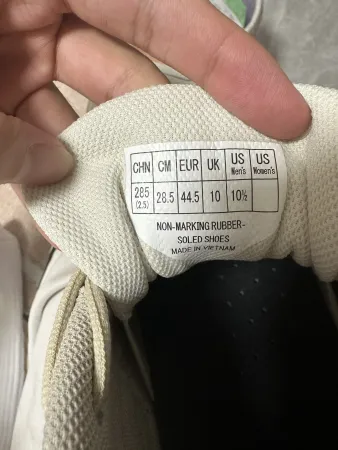 CHN CM EUR UK US Men's US Women's
285 (2.5) 28.5 44.5 10 10½
NON-MARKING RUBBER-
SOLED SHOES
MADE IN VIETNAM